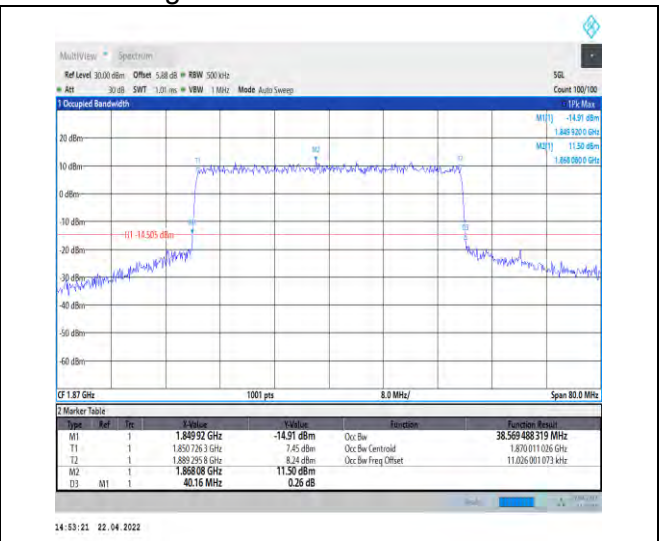 MultiView Spectrum
Ref Level 30.00 dBm Offset 5.88 dB RBW 500 kHz SGL
Att 30 dB SWT 1.01 ms VBW 1 MHz Mode Auto Sweep Count 100/100
1 Occupied Bandwidth 1Pk Max
M1[1] -14.91 dBm
1.849 920 0 GHz
M2[1] 11.50 dBm
1.868 080 0 GHz
20 dBm
M2
T1
10 dBm
0 dBm
-10 dBm
H1 -14.505 dBm
-20 dBm
-30 dBm
-40 dBm
-50 dBm
-60 dBm
CF 1.87 GHz 1001 pts 8.0 MHz/ Span 80.0 MHz
2 Marker Table
Type Ref Trc X-Value Y-Value Function Function Result
M1 1 1.849 92 GHz -14.91 dBm Occ Bw 38.569 488 319 MHz
T1 1 1.850 726 3 GHz 7.45 dBm Occ Bw Centroid 1.870 011 026 GHz
T2 1 1.889 295 8 GHz 8.24 dBm Occ Bw Freq Offset 11.026 001 073 kHz
M2 1 1.868 08 GHz 11.50 dBm
D3 M1 1 40.16 MHz 0.26 dB
14:53:21 22.04.2022